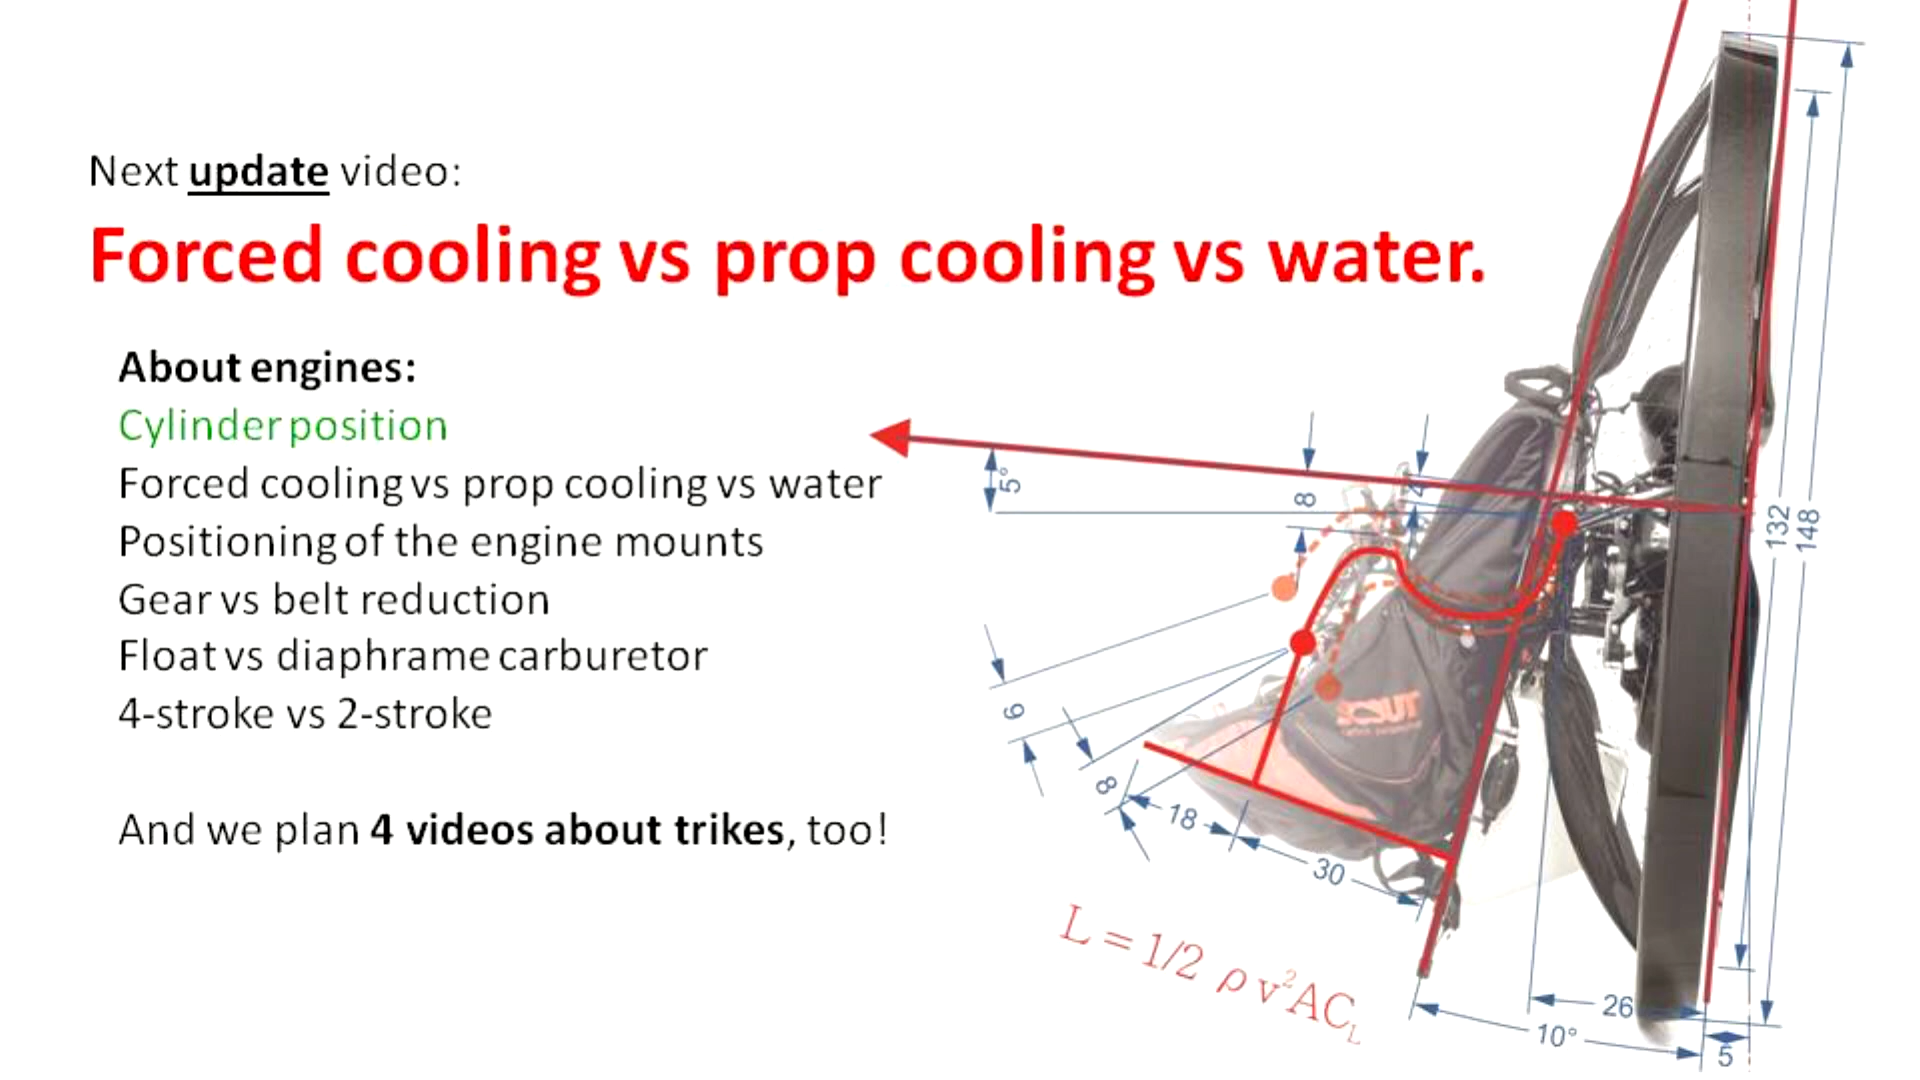 Next update video:
Forced cooling vs prop cooling vs water.
About engines:
Cylinder position
Forced cooling vs prop cooling vs water
Positioning of the engine mounts
Gear vs belt reduction
Float vs diaphrame carburetor
4-stroke vs 2-stroke
And we plan 4 videos about trikes, too!
5°
8
4
132
148
6
8
18
30
SCOUT
L = 1/2 ρ v²AC_L
26
10°
5